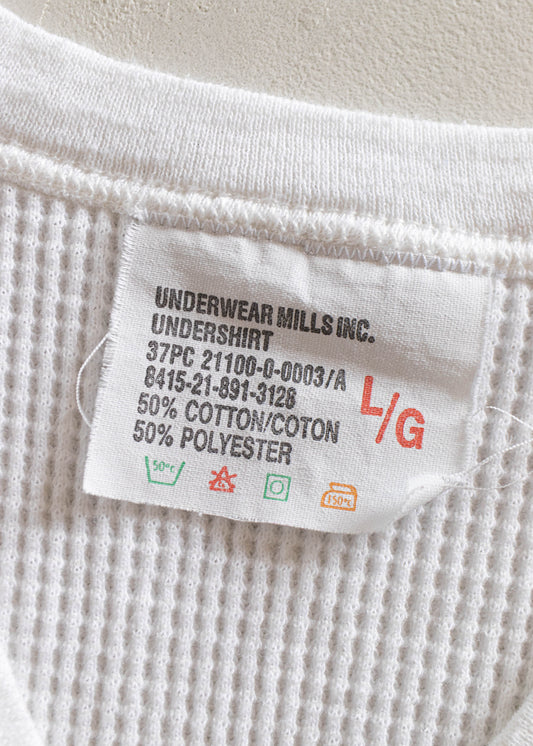 UNDERWEAR MILLS INC.
UNDERSHIRT
37PC 21100-0-0003/A
8415-21-891-3128
50% COTTON/COTON
50% POLYESTER
L/G
50°C
150°C